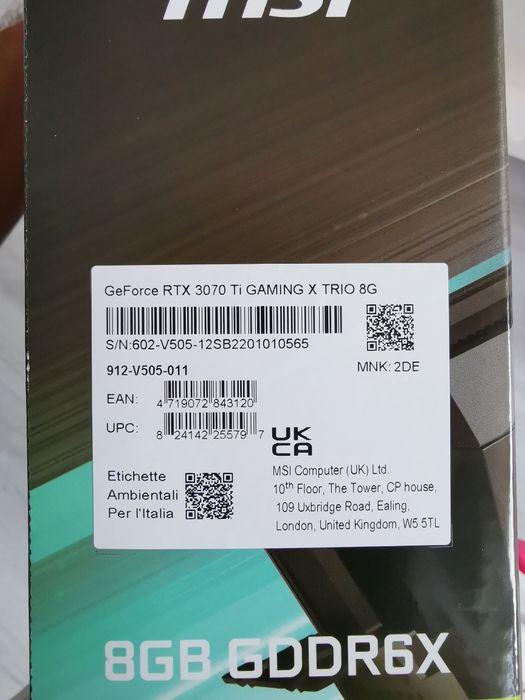 msi
GeForce RTX 3070 Ti GAMING X TRIO 8G
S/N:602-V505-12SB2201010565
912-V505-011
MNK: 2DE
EAN:
4 719072 843120
UPC:
8 24142 25579 7
UK
CA
MSI Computer (UK) Ltd.
10th Floor, The Tower, CP house,
109 Uxbridge Road, Ealing,
London, United Kingdom, W5 5TL
Etichette
Ambientali
Per l'Italia
8GB GDDR6X